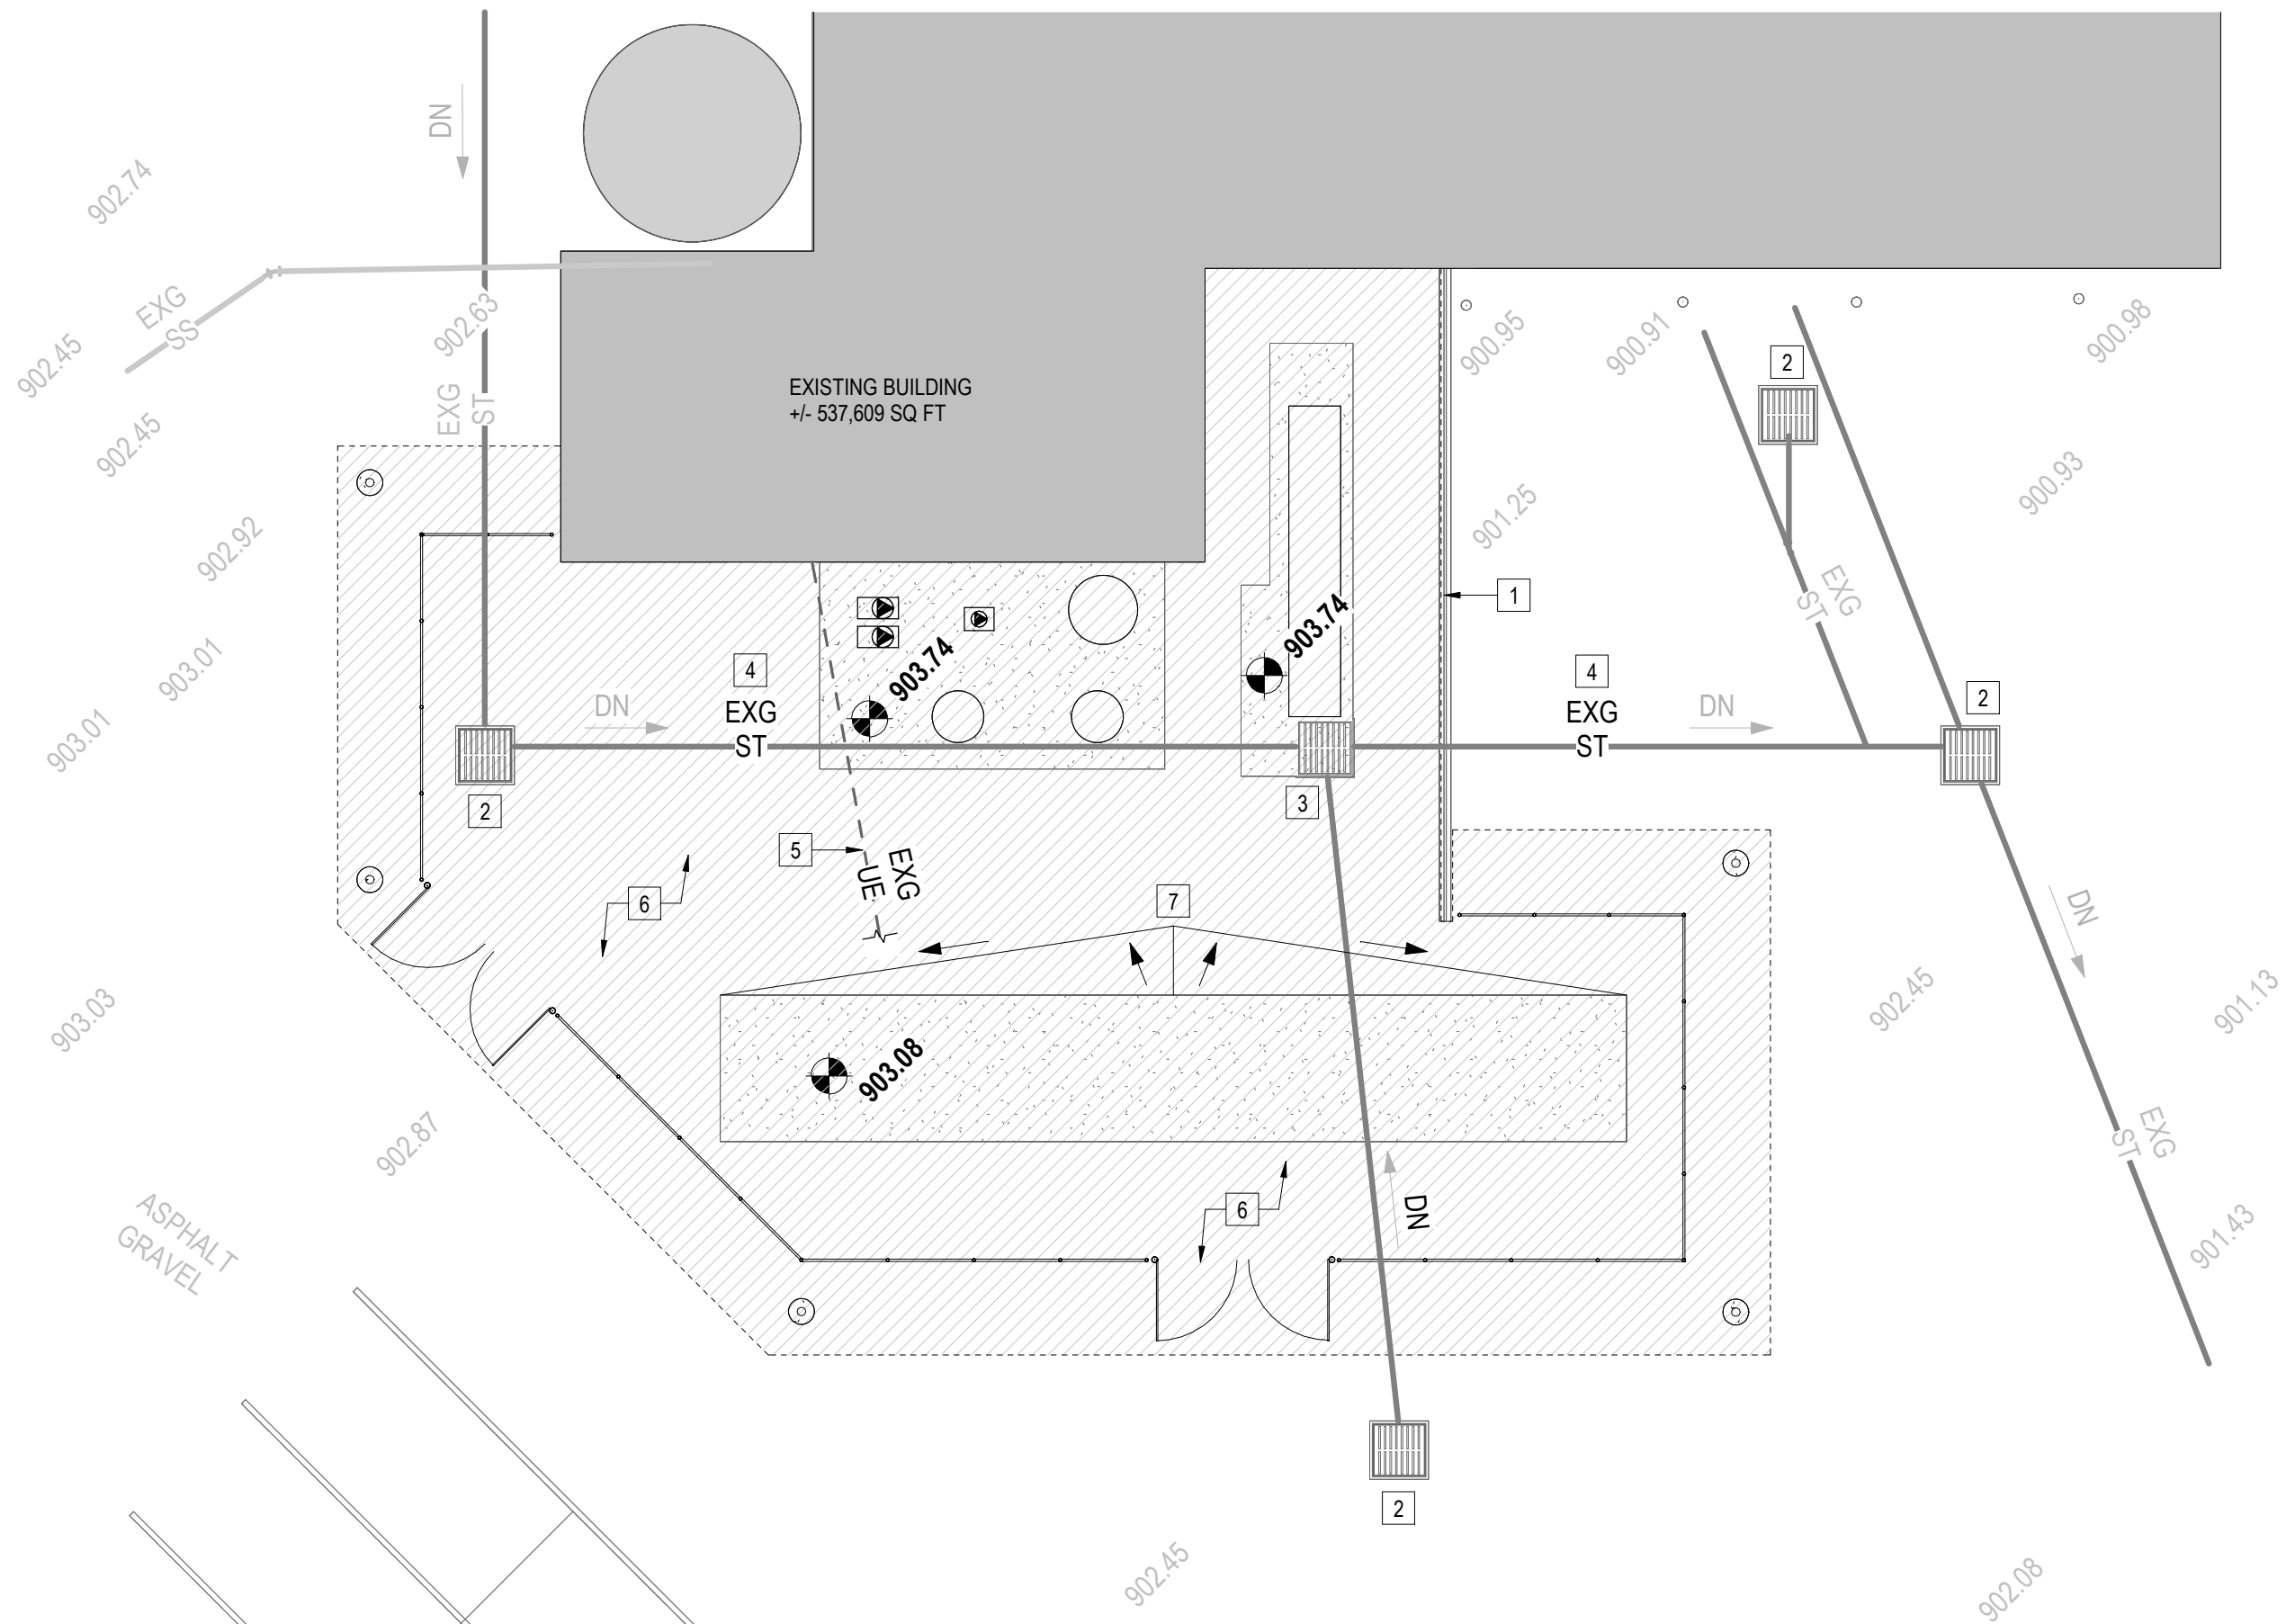 DN
902.74
EXG
SS
902.63
902.45
902.45
EXG
ST
EXISTING BUILDING
+/- 537,609 SQ FT
900.95
900.91
2
900.98
900.93
901.25
902.92
1
EXG
ST
903.74
903.74
903.01
903.01
4
EXG
ST
DN
4
EXG
ST
DN
2
2
3
5
EXG
UE
6
7
DN
902.45
901.13
903.03
903.08
902.87
EXG
ST
ASPHALT
GRAVEL
6
DN
901.43
2
902.45
902.08